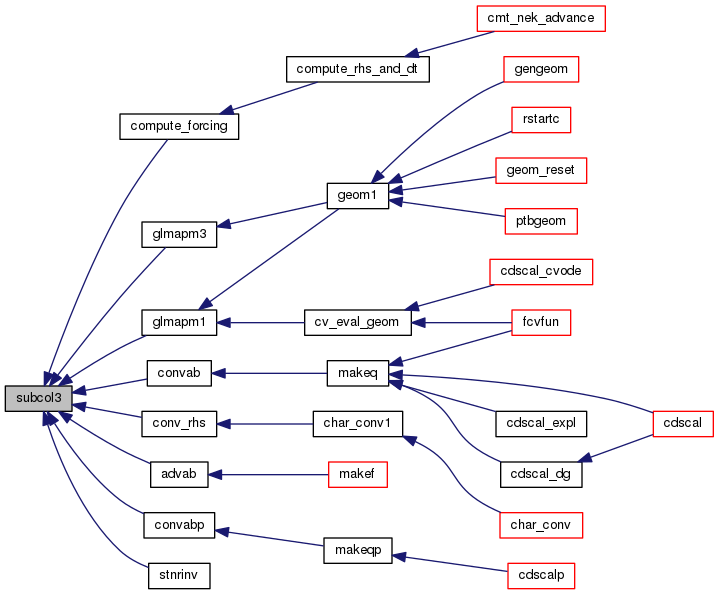 cmt_nek_advance
compute_rhs_and_dt
gengeom
rstartc
compute_forcing
geom_reset
geom1
ptbgeom
glmapm3
cdscal_cvode
glmapm1
cv_eval_geom
fcvfun
convab
makeq
subcol3
conv_rhs
char_conv1
cdscal_expl
cdscal
advab
makef
cdscal_dg
convabp
char_conv
makeqp
stnrinv
cdscalp